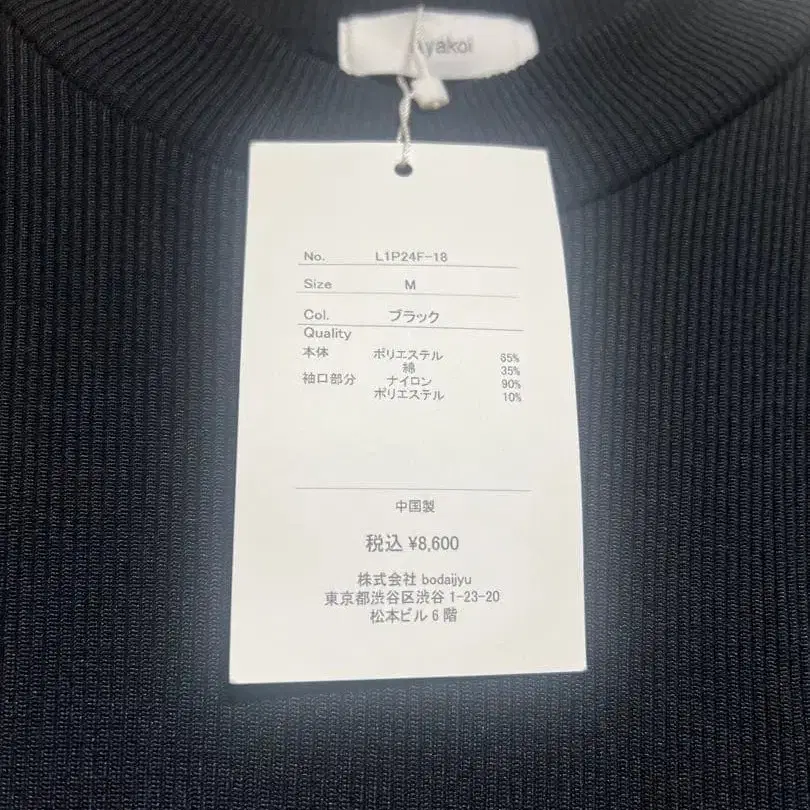 Ayakoi
No. L1P24F-18
Size M
Col. ブラック
Quality
本体 ポリエステル 65%
綿 35%
袖口部分 ナイロン 90%
ポリエステル 10%
中国製
税込 ¥8,600
株式会社 bodaijyu
東京都渋谷区渋谷 1-23-20
松本ビル 6 階